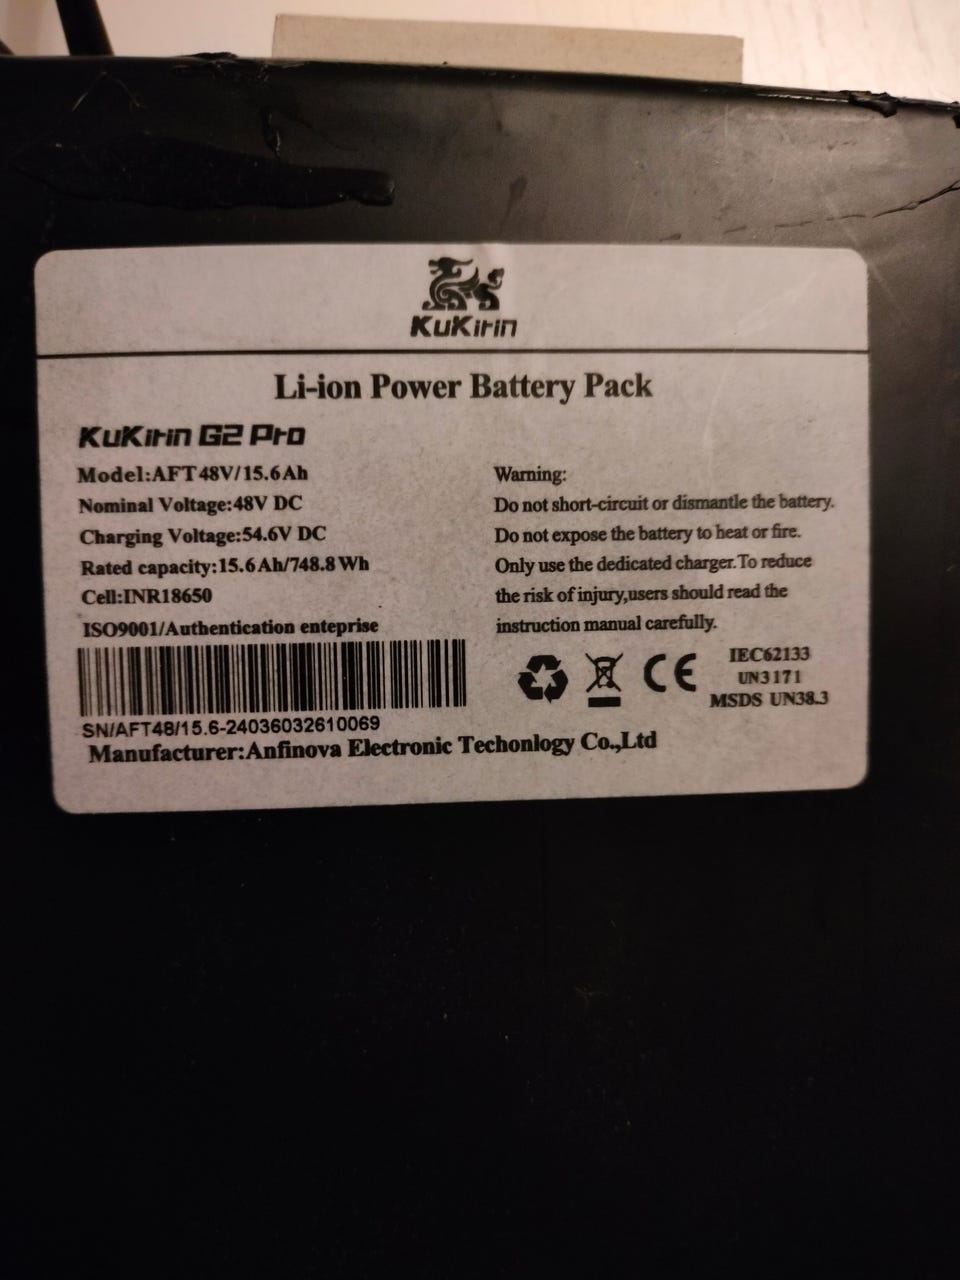 KuKirin
Li-ion Power Battery Pack
KuKirin G2 Pro
Model:AFT48V/15.6Ah
Nominal Voltage:48V DC
Charging Voltage:54.6V DC
Rated capacity:15.6Ah/748.8Wh
Cell:INR18650
ISO9001/Authentication enteprise
SN/AFT48/15.6-24036032610069
Manufacturer:Anfinova Electronic Techonlogy Co.,Ltd
Warning:
Do not short-circuit or dismantle the battery.
Do not expose the battery to heat or fire.
Only use the dedicated charger.To reduce
the risk of injury,users should read the
instruction manual carefully.
CE
IEC62133
UN3171
MSDS UN38.3